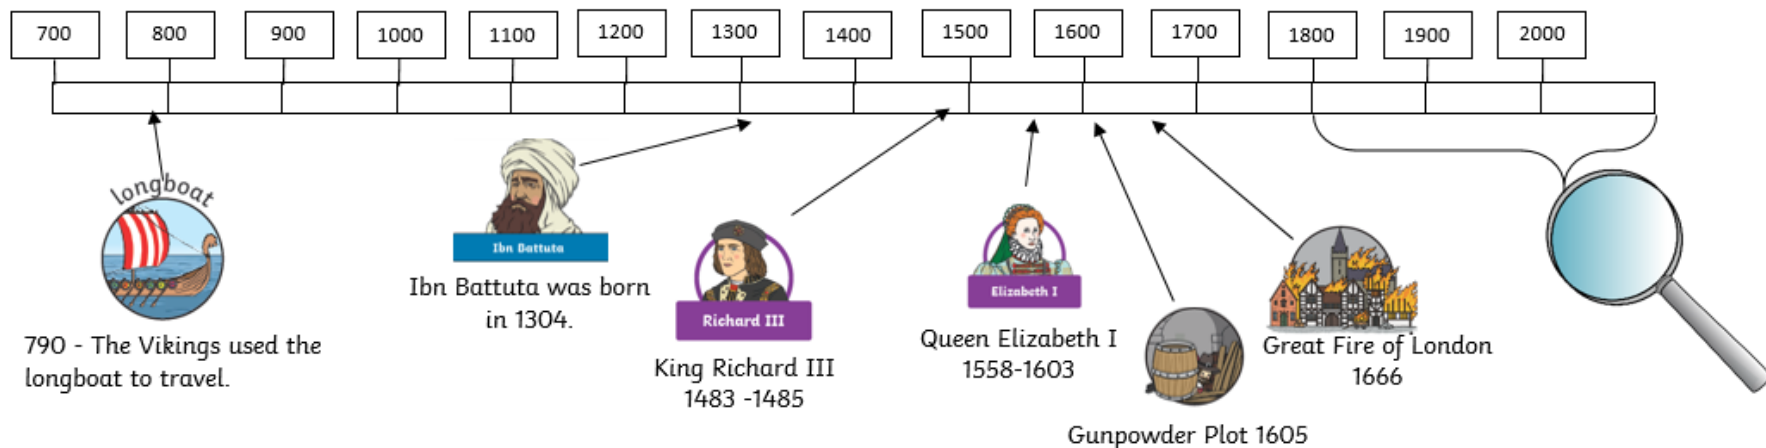 700 800 900 1000 1100 1200 1300 1400 1500 1600 1700 1800 1900 2000
longboat
790 - The Vikings used the
longboat to travel.
Ibn Battuta
Ibn Battuta was born
in 1304.
Richard III
King Richard III
1483 -1485
Elizabeth I
Queen Elizabeth I
1558-1603
Gunpowder Plot 1605
Great Fire of London
1666